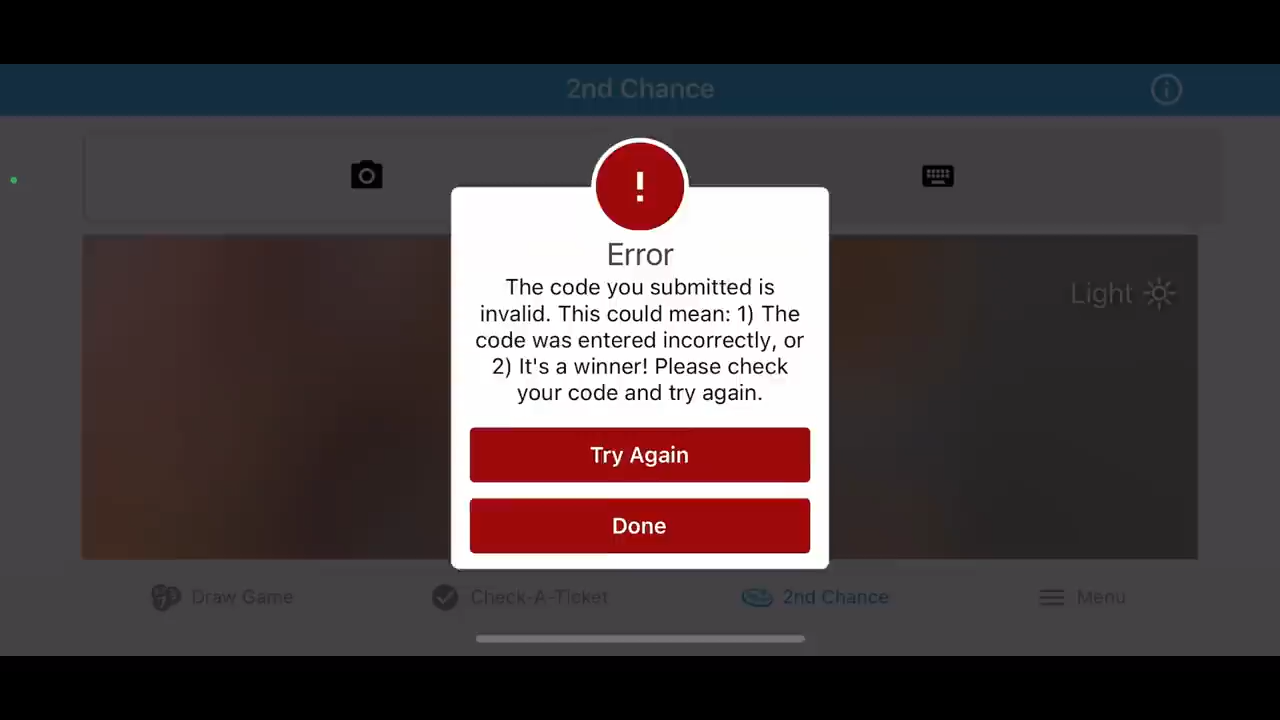 2nd Chance
!
Error
The code you submitted is
invalid. This could mean: 1) The
code was entered incorrectly, or
2) It's a winner! Please check
your code and try again.
Light
Try Again
Done
Draw Game
Check-A-Ticket
2nd Chance
Menu